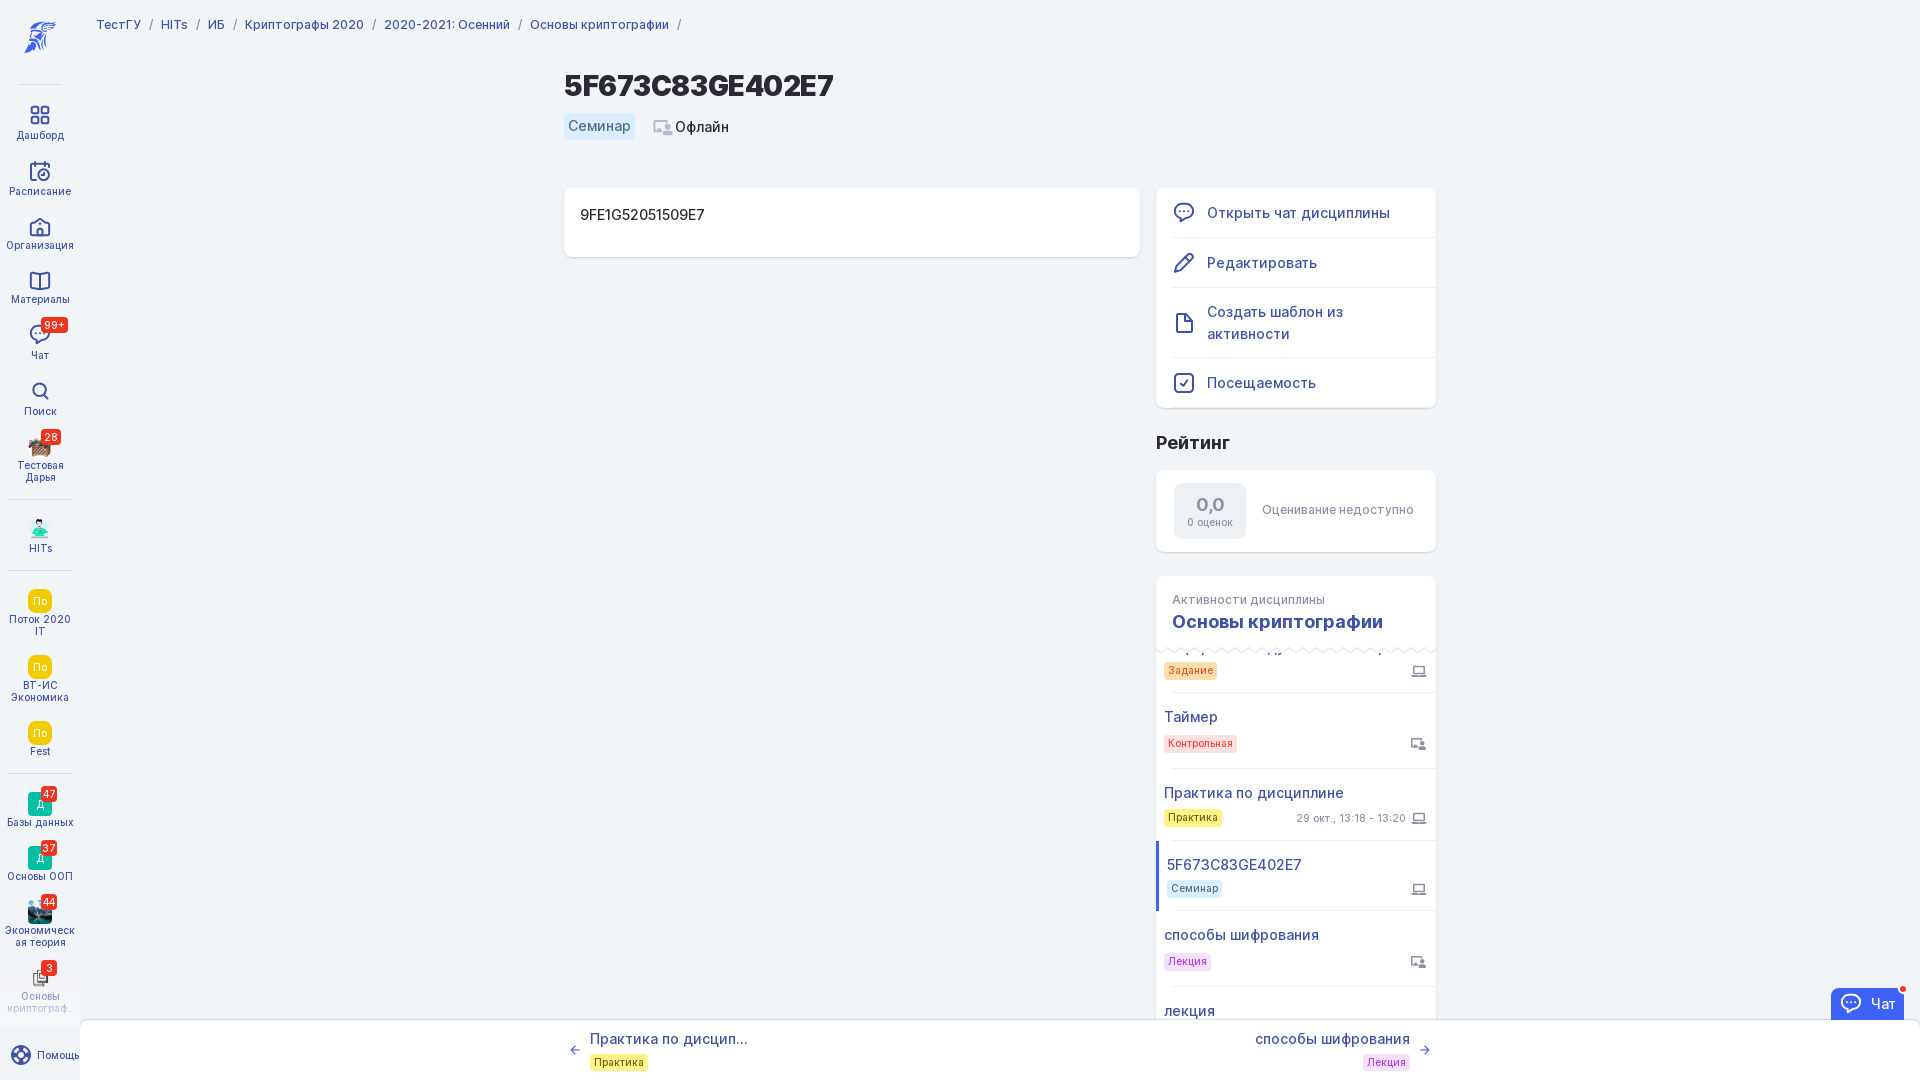 ТестГУ / HITs / ИБ / Криптографы 2020 / 2020-2021: Осенний / Основы криптографии /
Дашборд
Расписание
Организация
Материалы
99+
Чат
Поиск
28
Тестовая
Дарья
HITs
По
Поток 2020
IT
По
ВТ-ИС
Экономика
По
Fest
47
Д
Базы данных
37
Д
Основы ООП
44
Экономическ
ая теория
3
Основы
криптограф...
Помощь
5F673C83GE402E7
Семинар
Офлайн
9FE1G52051509E7
Открыть чат дисциплины
Редактировать
Создать шаблон из
активности
Посещаемость
Рейтинг
0,0
0 оценок
Оценивание недоступно
Активности дисциплины
Основы криптографии
Задание
Таймер
Контрольная
Практика по дисциплине
Практика
29 окт., 13:18 - 13:20
5F673C83GE402E7
Семинар
способы шифрования
Лекция
лекция
Чат
Практика по дисцип...
Практика
способы шифрования
Лекция